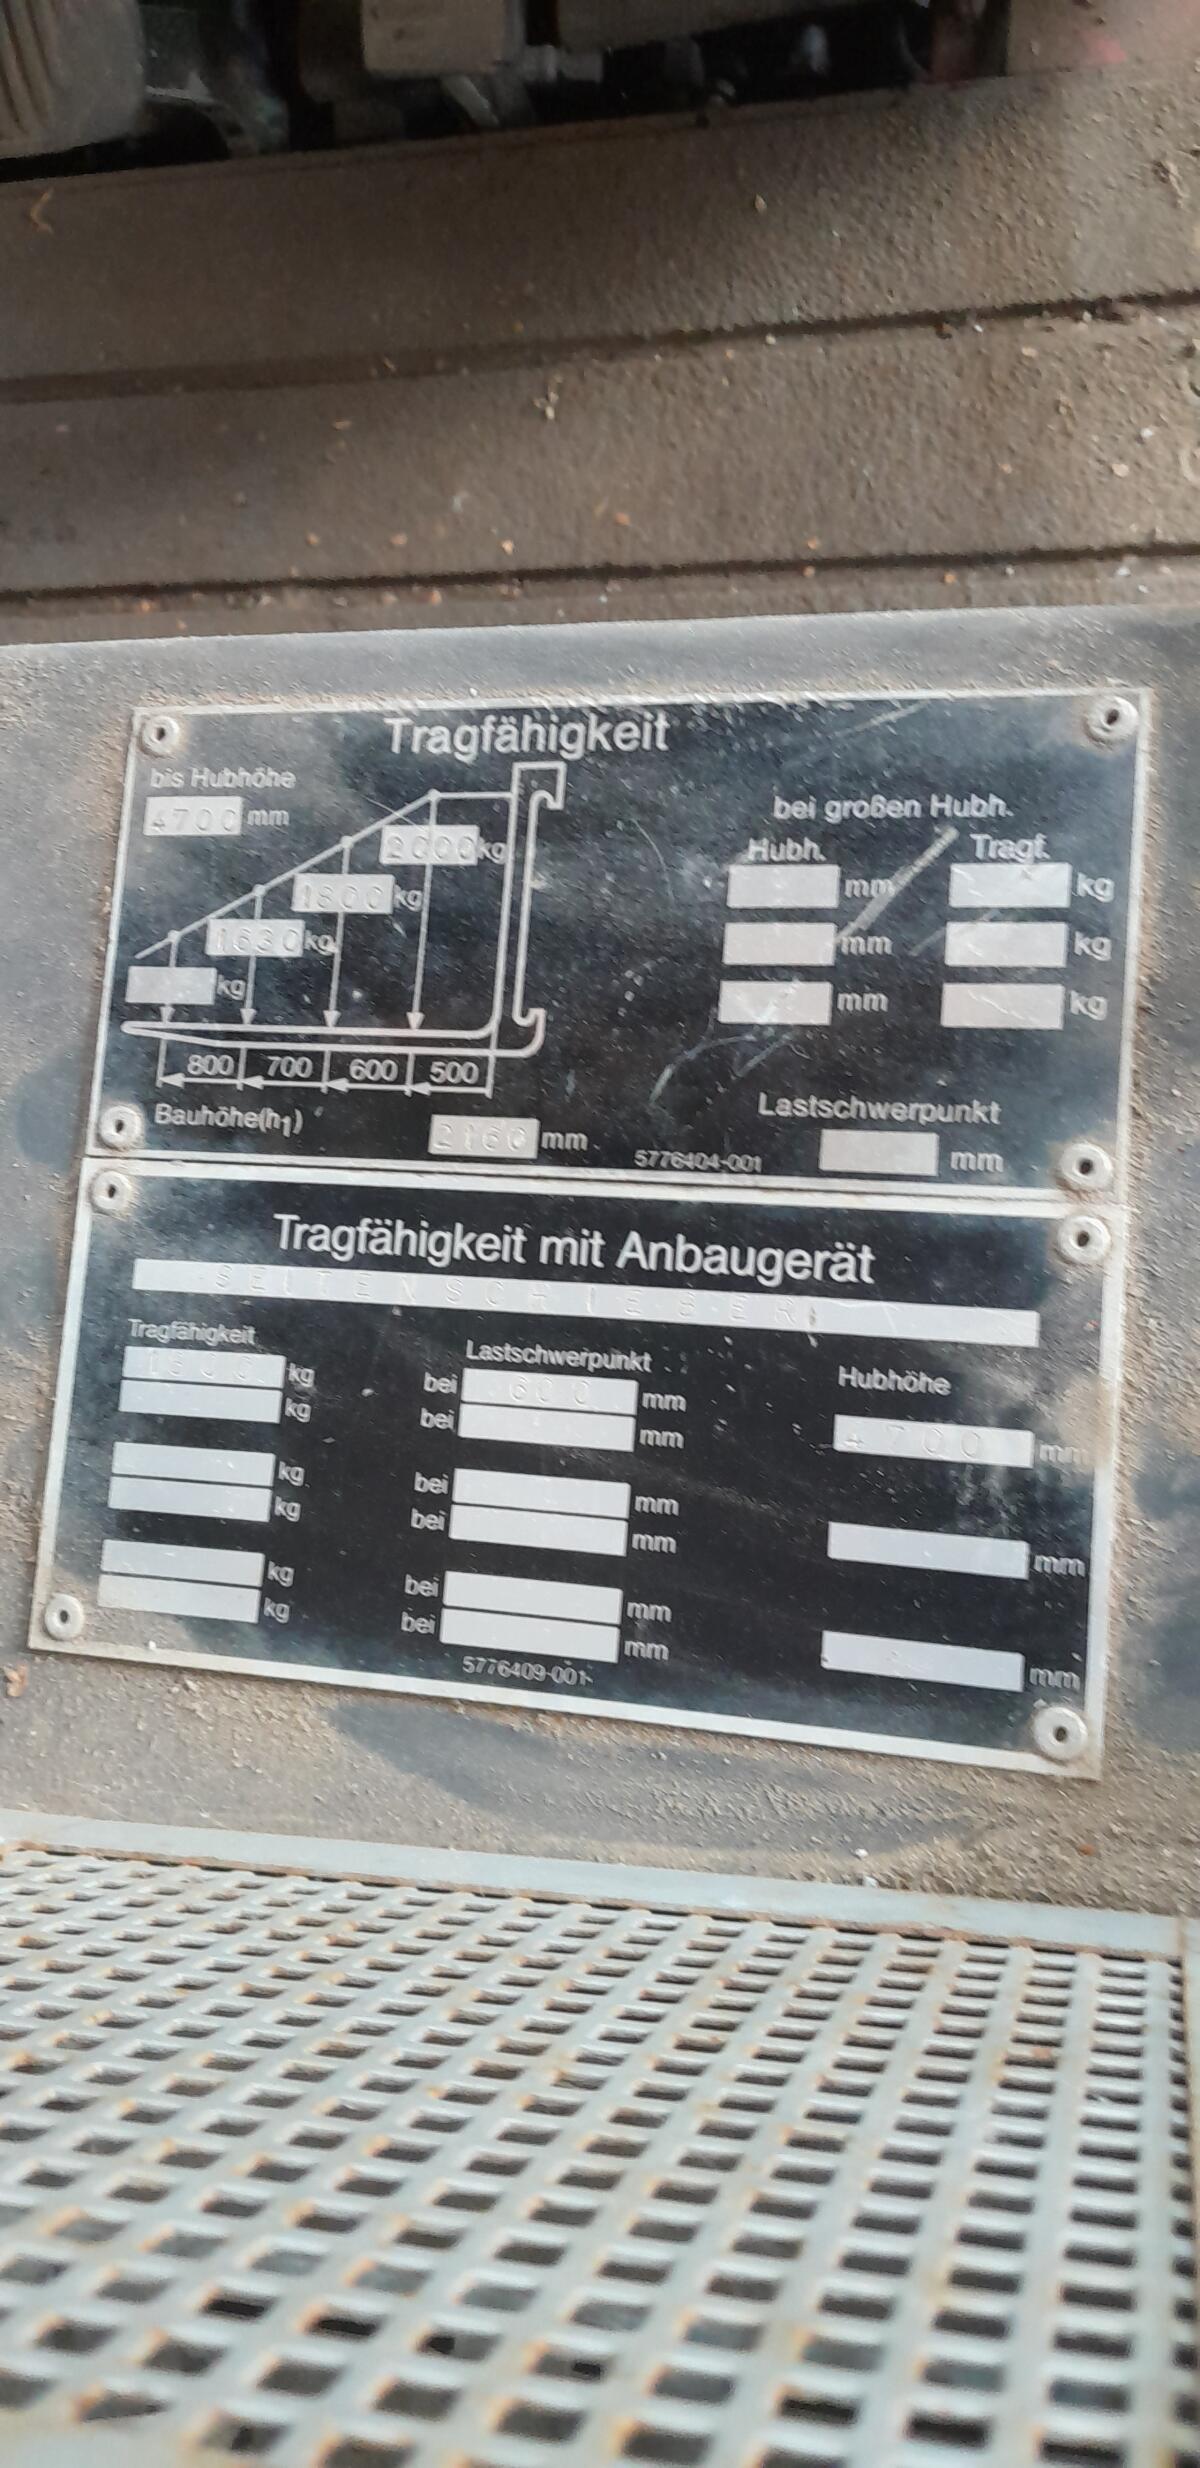 Tragfähigkeit
bis Hubhöhe
4700 mm
2000 kg
1800 kg
1630 kg
kg
800 700 600 500
Bauhöhe(h1) 2160 mm
5776404-001
bei großen Hubh.
Hubh. Tragf.
mm kg
mm kg
mm kg
Lastschwerpunkt
mm
Tragfähigkeit mit Anbaugerät
SEITENSCHIEBER
Tragfähigkeit Lastschwerpunkt Hubhöhe
kg bei 600 mm 4700 mm
kg bei mm
kg bei mm mm
kg bei mm
kg bei mm mm
kg bei mm
5776409-001